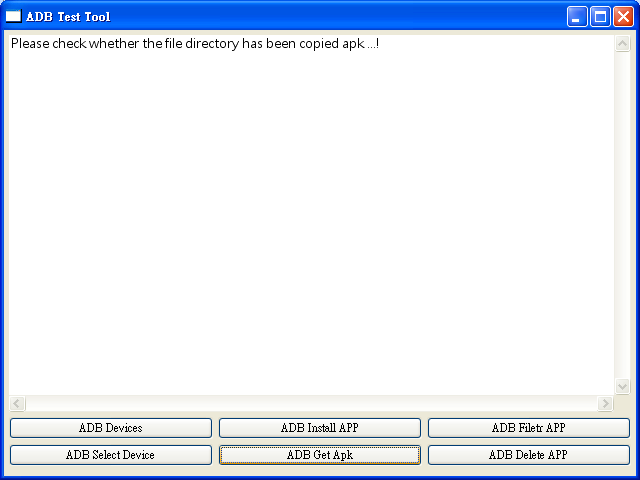 ADB Test Tool
Please check whether the file directory has been copied apk...!
ADB Devices
ADB Install APP
ADB Filetr APP
ADB Select Device
ADB Get Apk
ADB Delete APP